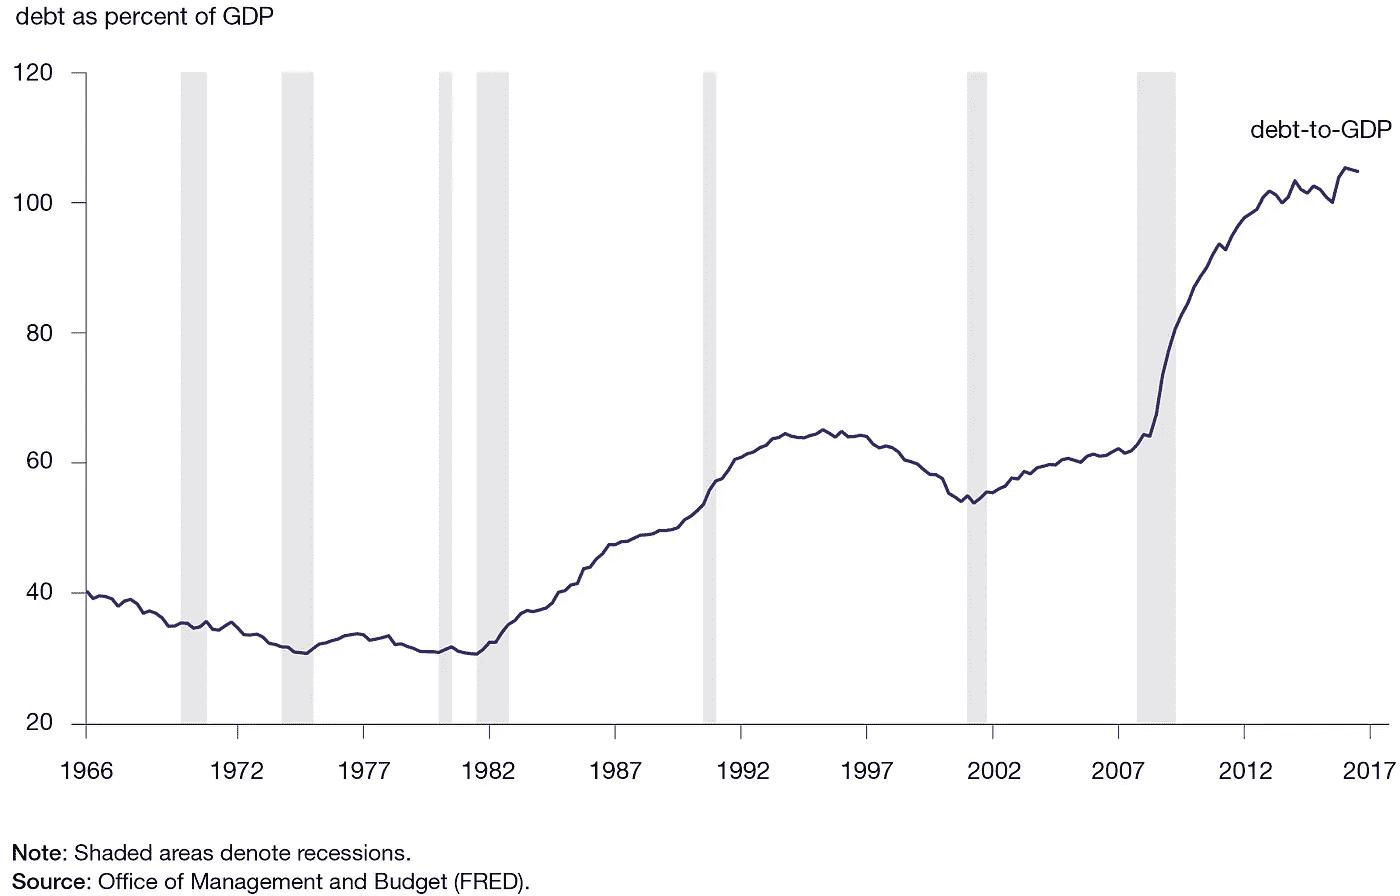 debt as percent of GDP
120
debt-to-GDP
100
80
60
40
20
1966 1972 1977 1982 1987 1992 1997 2002 2007 2012 2017
Note: Shaded areas denote recessions.
Source: Office of Management and Budget (FRED).